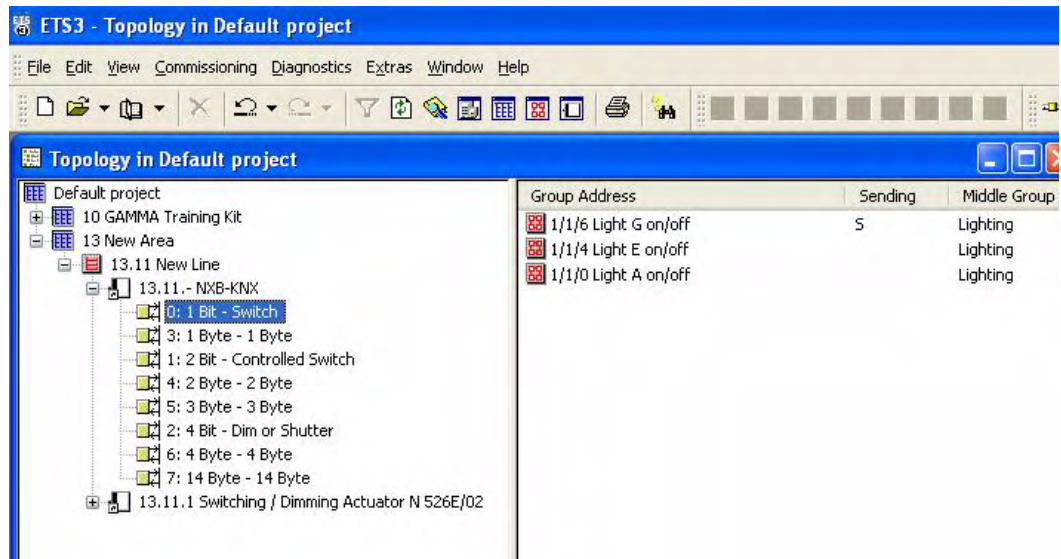 ETS3 - Topology in Default project
File Edit View Commissioning Diagnostics Extras Window Help
Topology in Default project
Default project
10 GAMMA Training Kit
13 New Area
13.11 New Line
13.11.- NXB-KNX
0: 1 Bit - Switch
3: 1 Byte - 1 Byte
1: 2 Bit - Controlled Switch
4: 2 Byte - 2 Byte
5: 3 Byte - 3 Byte
2: 4 Bit - Dim or Shutter
6: 4 Byte - 4 Byte
7: 14 Byte - 14 Byte
13.11.1 Switching / Dimming Actuator N 526E/02
Group Address Sending Middle Group
1/1/6 Light G on/off S Lighting
1/1/4 Light E on/off Lighting
1/1/0 Light A on/off Lighting